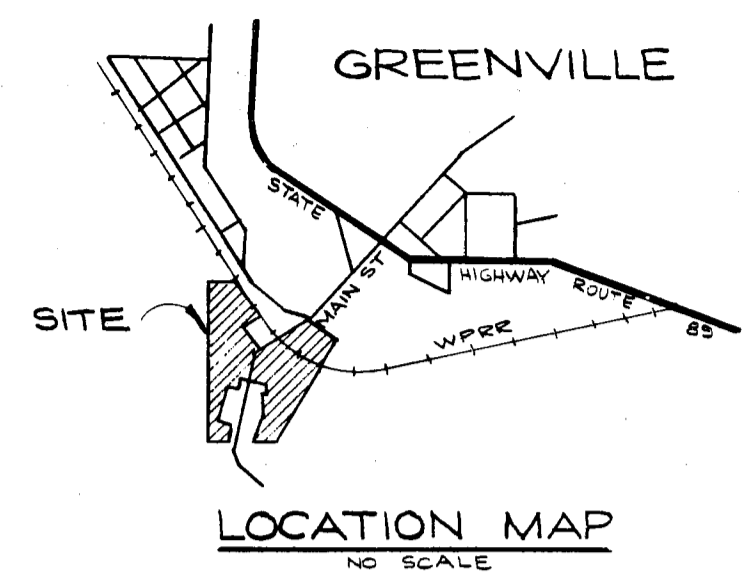 GREENVILLE
STATE
HIGHWAY
ROUTE
89
MAIN ST
WPRR
SITE
LOCATION MAP
NO SCALE